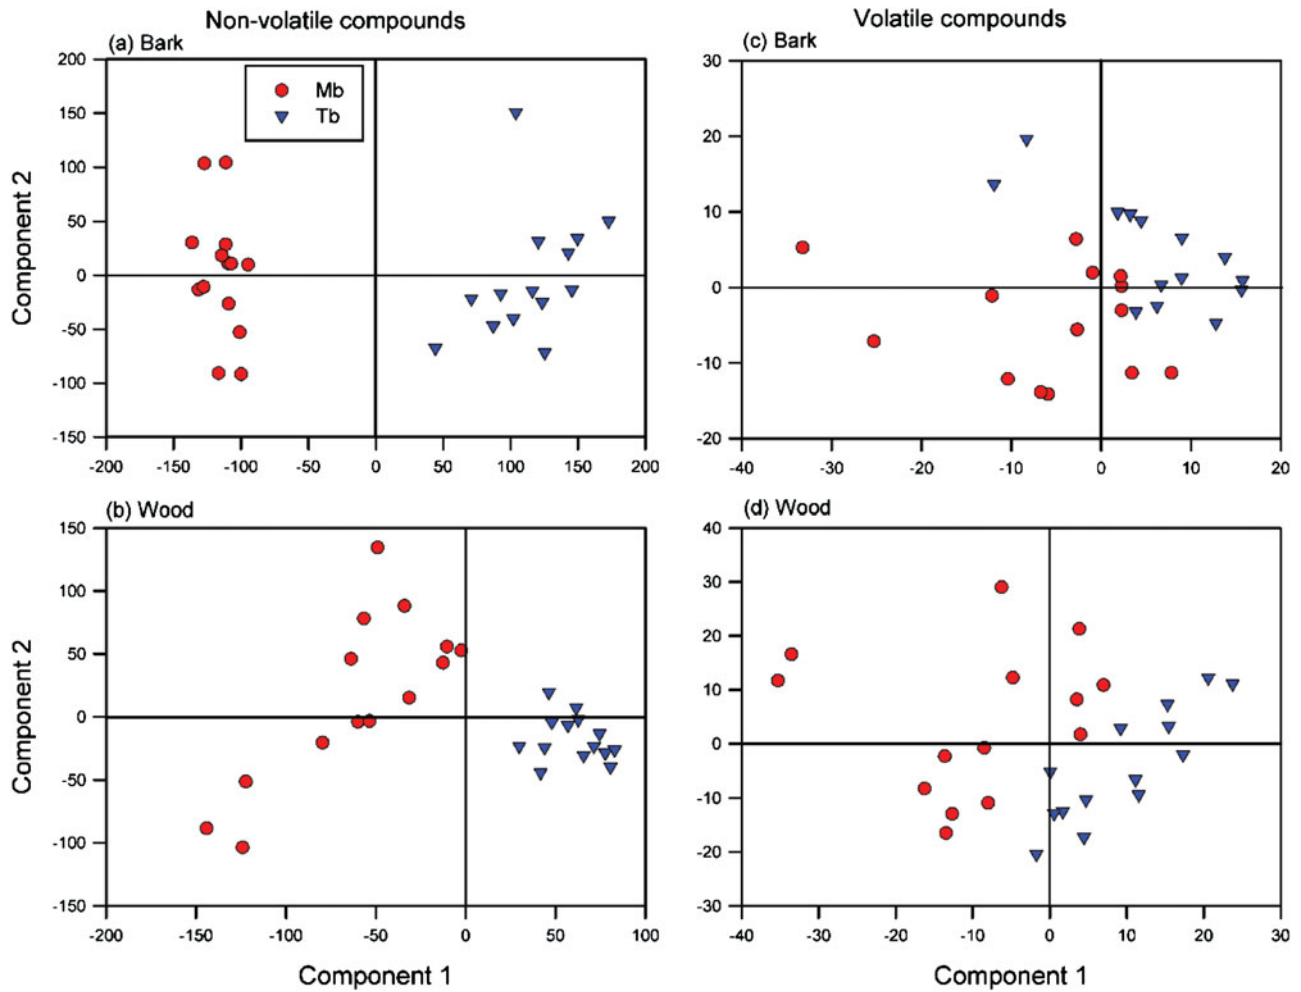 Non-volatile compounds
Volatile compounds
(a) Bark
Mb
Tb
200
150
100
50
0
-50
-100
-150
-200 -150 -100 -50 0 50 100 150 200
Component 2
(c) Bark
30
20
10
0
-10
-20
-40 -30 -20 -10 0 10 20
(b) Wood
150
100
50
0
-50
-100
-150
-200 -150 -100 -50 0 50 100
Component 2
Component 1
(d) Wood
40
30
20
10
0
-10
-20
-30
-40 -30 -20 -10 0 10 20 30
Component 1